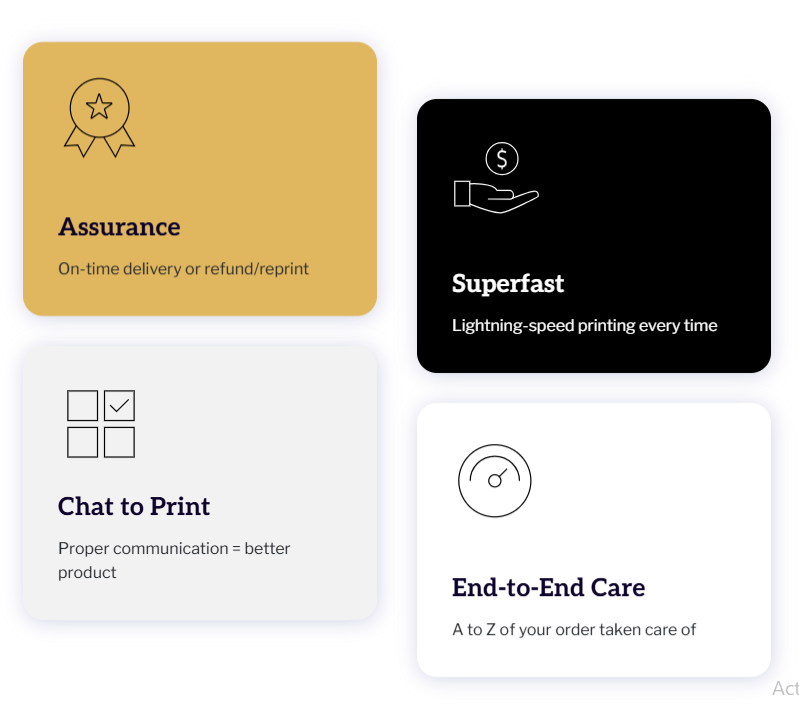 Assurance
On-time delivery or refund/reprint
$
Superfast
Lightning-speed printing every time
Chat to Print
Proper communication = better
product
End-to-End Care
A to Z of your order taken care of
Act